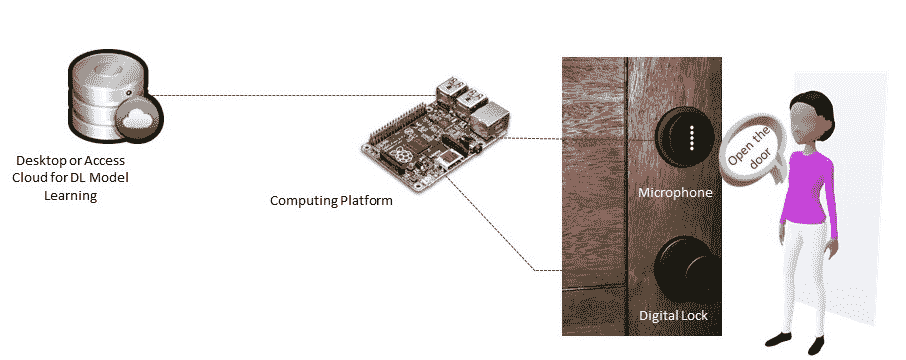 Desktop or Access
Cloud for DL Model
Learning
Computing Platform
Microphone
Open the
door
Digital Lock